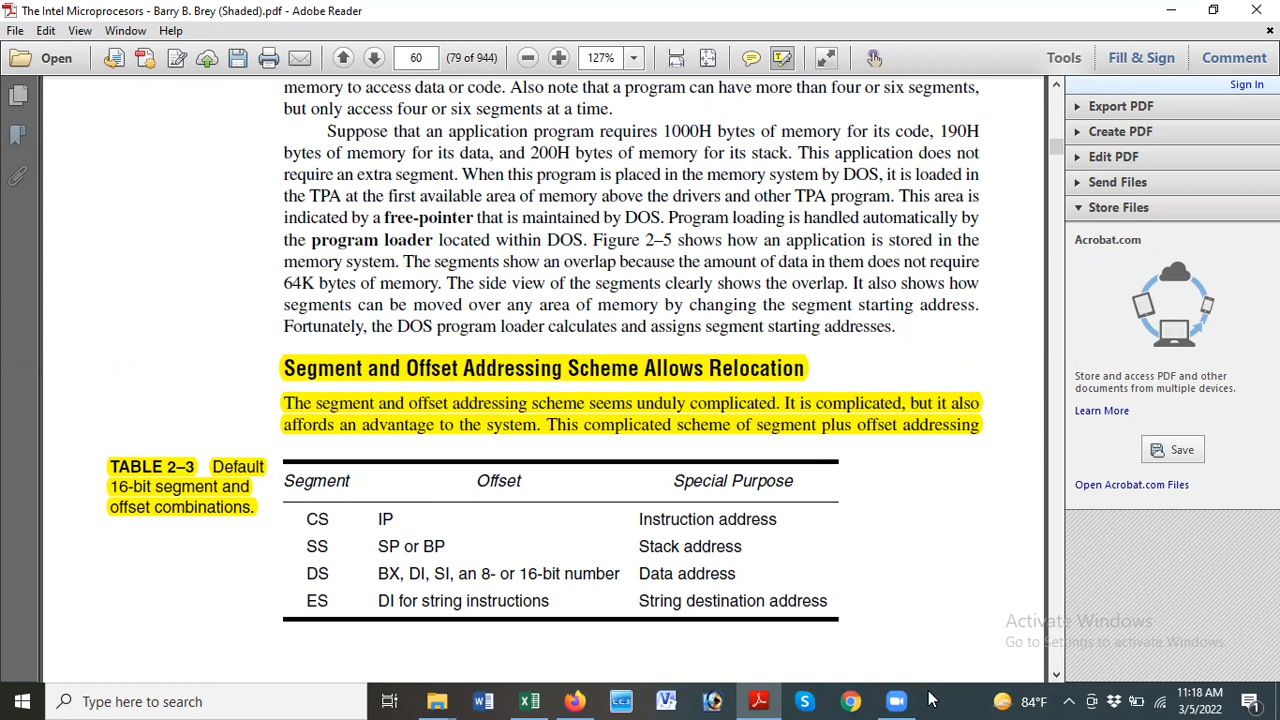 The Intel Microprocesors - Barry B. Brey (Shaded).pdf - Adobe Reader
File Edit View Window Help
Open 60 (79 of 944) 127% Tools Fill & Sign Comment
Sign In
memory to access data or code. Also note that a program can have more than four or six segments,
but only access four or six segments at a time.
Suppose that an application program requires 1000H bytes of memory for its code, 190H
bytes of memory for its data, and 200H bytes of memory for its stack. This application does not
require an extra segment. When this program is placed in the memory system by DOS, it is loaded in
the TPA at the first available area of memory above the drivers and other TPA program. This area is
indicated by a free-pointer that is maintained by DOS. Program loading is handled automatically by
the program loader located within DOS. Figure 2–5 shows how an application is stored in the
memory system. The segments show an overlap because the amount of data in them does not require
64K bytes of memory. The side view of the segments clearly shows the overlap. It also shows how
segments can be moved over any area of memory by changing the segment starting address.
Fortunately, the DOS program loader calculates and assigns segment starting addresses.
Segment and Offset Addressing Scheme Allows Relocation
The segment and offset addressing scheme seems unduly complicated. It is complicated, but it also
affords an advantage to the system. This complicated scheme of segment plus offset addressing
TABLE 2–3 Default
16-bit segment and
offset combinations.
Segment Offset Special Purpose
CS IP Instruction address
SS SP or BP Stack address
DS BX, DI, SI, an 8- or 16-bit number Data address
ES DI for string instructions String destination address
Export PDF
Create PDF
Edit PDF
Send Files
Store Files
Acrobat.com
Store and access PDF and other
documents from multiple devices.
Learn More
Save
Open Acrobat.com Files
Activate Windows
Go to Settings to activate Windows.
Type here to search
CC3
84°F
11:18 AM
3/5/2022
1